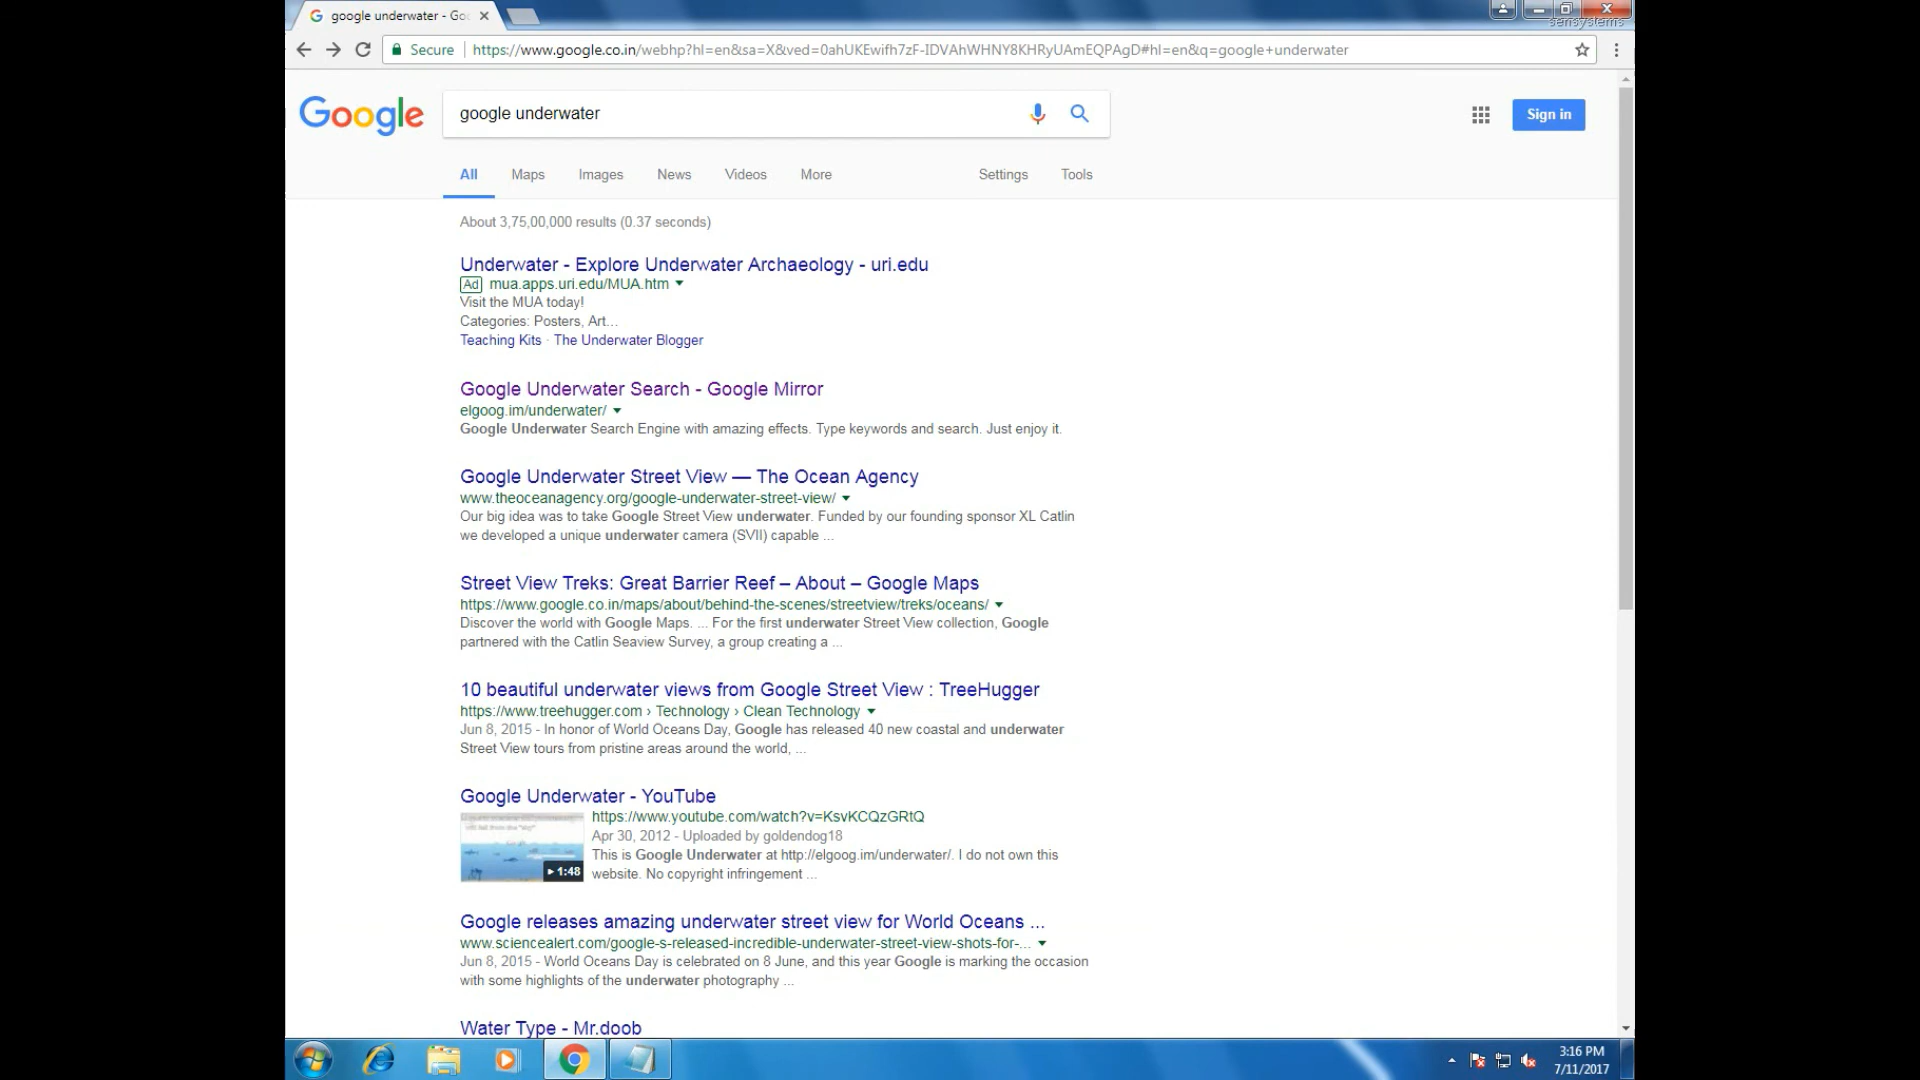 google underwater - Goo
sensystems
Secure | https://www.google.co.in/webhp?hl=en&sa=X&ved=0ahUKEwifh7zF-IDVAhWHNY8KHRyUAmEQPAgD#hl=en&q=google+underwater
Google google underwater Sign in
All Maps Images News Videos More Settings Tools
About 3,75,00,000 results (0.37 seconds)
Underwater - Explore Underwater Archaeology - uri.edu
Ad mua.apps.uri.edu/MUA.htm
Visit the MUA today!
Categories: Posters, Art...
Teaching Kits · The Underwater Blogger
Google Underwater Search - Google Mirror
elgoog.im/underwater/
Google Underwater Search Engine with amazing effects. Type keywords and search. Just enjoy it.
Google Underwater Street View — The Ocean Agency
www.theoceanagency.org/google-underwater-street-view/
Our big idea was to take Google Street View underwater. Funded by our founding sponsor XL Catlin
we developed a unique underwater camera (SVII) capable ...
Street View Treks: Great Barrier Reef – About – Google Maps
https://www.google.co.in/maps/about/behind-the-scenes/streetview/treks/oceans/
Discover the world with Google Maps. ... For the first underwater Street View collection, Google
partnered with the Catlin Seaview Survey, a group creating a ...
10 beautiful underwater views from Google Street View : TreeHugger
https://www.treehugger.com › Technology › Clean Technology
Jun 8, 2015 - In honor of World Oceans Day, Google has released 40 new coastal and underwater
Street View tours from pristine areas around the world, ...
Google Underwater - YouTube
https://www.youtube.com/watch?v=KsvKCQzGRtQ
Apr 30, 2012 - Uploaded by goldendog18
This is Google Underwater at http://elgoog.im/underwater/. I do not own this
1:48
website. No copyright infringement ...
Google releases amazing underwater street view for World Oceans ...
www.sciencealert.com/google-s-released-incredible-underwater-street-view-shots-for-...
Jun 8, 2015 - World Oceans Day is celebrated on 8 June, and this year Google is marking the occasion
with some highlights of the underwater photography ...
Water Type - Mr.doob
3:16 PM
7/11/2017